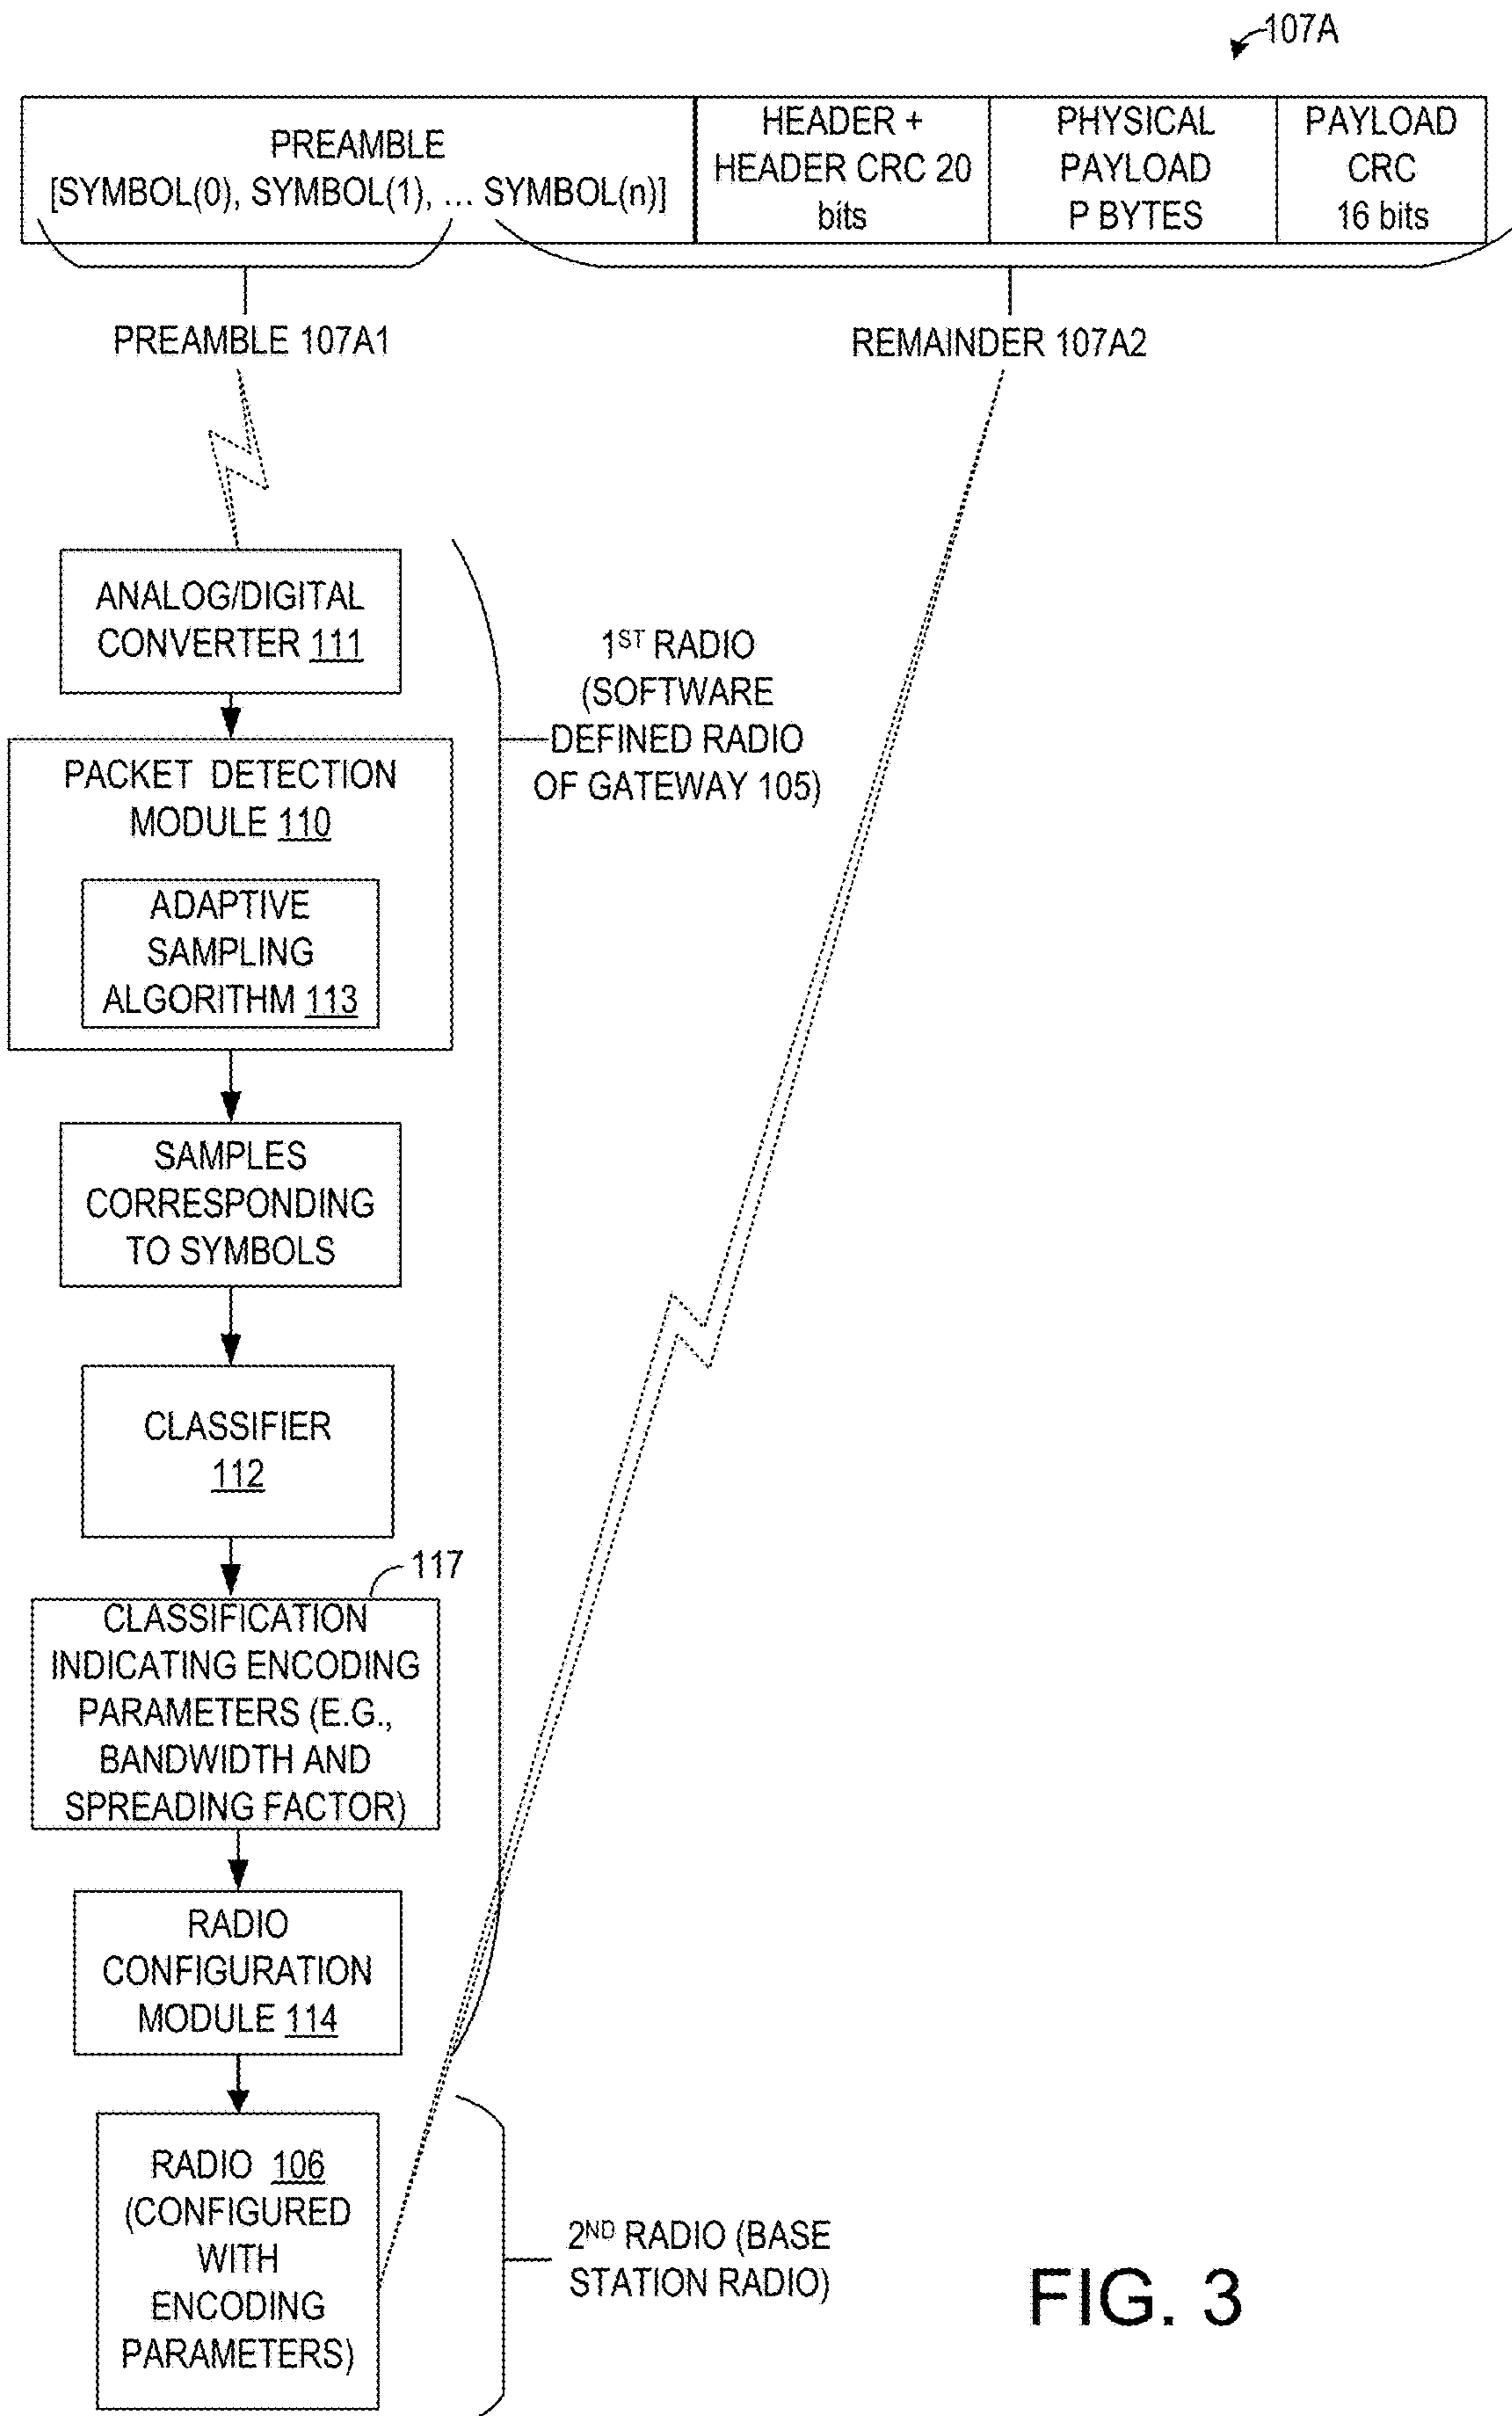 107A
PREAMBLE
[SYMBOL(0), SYMBOL(1), ... SYMBOL(n)]
HEADER +
HEADER CRC 20
bits
PHYSICAL
PAYLOAD
P BYTES
PAYLOAD
CRC
16 bits
PREAMBLE 107A1
REMAINDER 107A2
ANALOG/DIGITAL
CONVERTER 111
1ST RADIO
(SOFTWARE
DEFINED RADIO
OF GATEWAY 105)
PACKET DETECTION
MODULE 110
ADAPTIVE
SAMPLING
ALGORITHM 113
SAMPLES
CORRESPONDING
TO SYMBOLS
CLASSIFIER
112
117
CLASSIFICATION
INDICATING ENCODING
PARAMETERS (E.G.,
BANDWIDTH AND
SPREADING FACTOR)
RADIO
CONFIGURATION
MODULE 114
RADIO 106
(CONFIGURED
WITH
ENCODING
PARAMETERS)
2ND RADIO (BASE
STATION RADIO)
FIG. 3